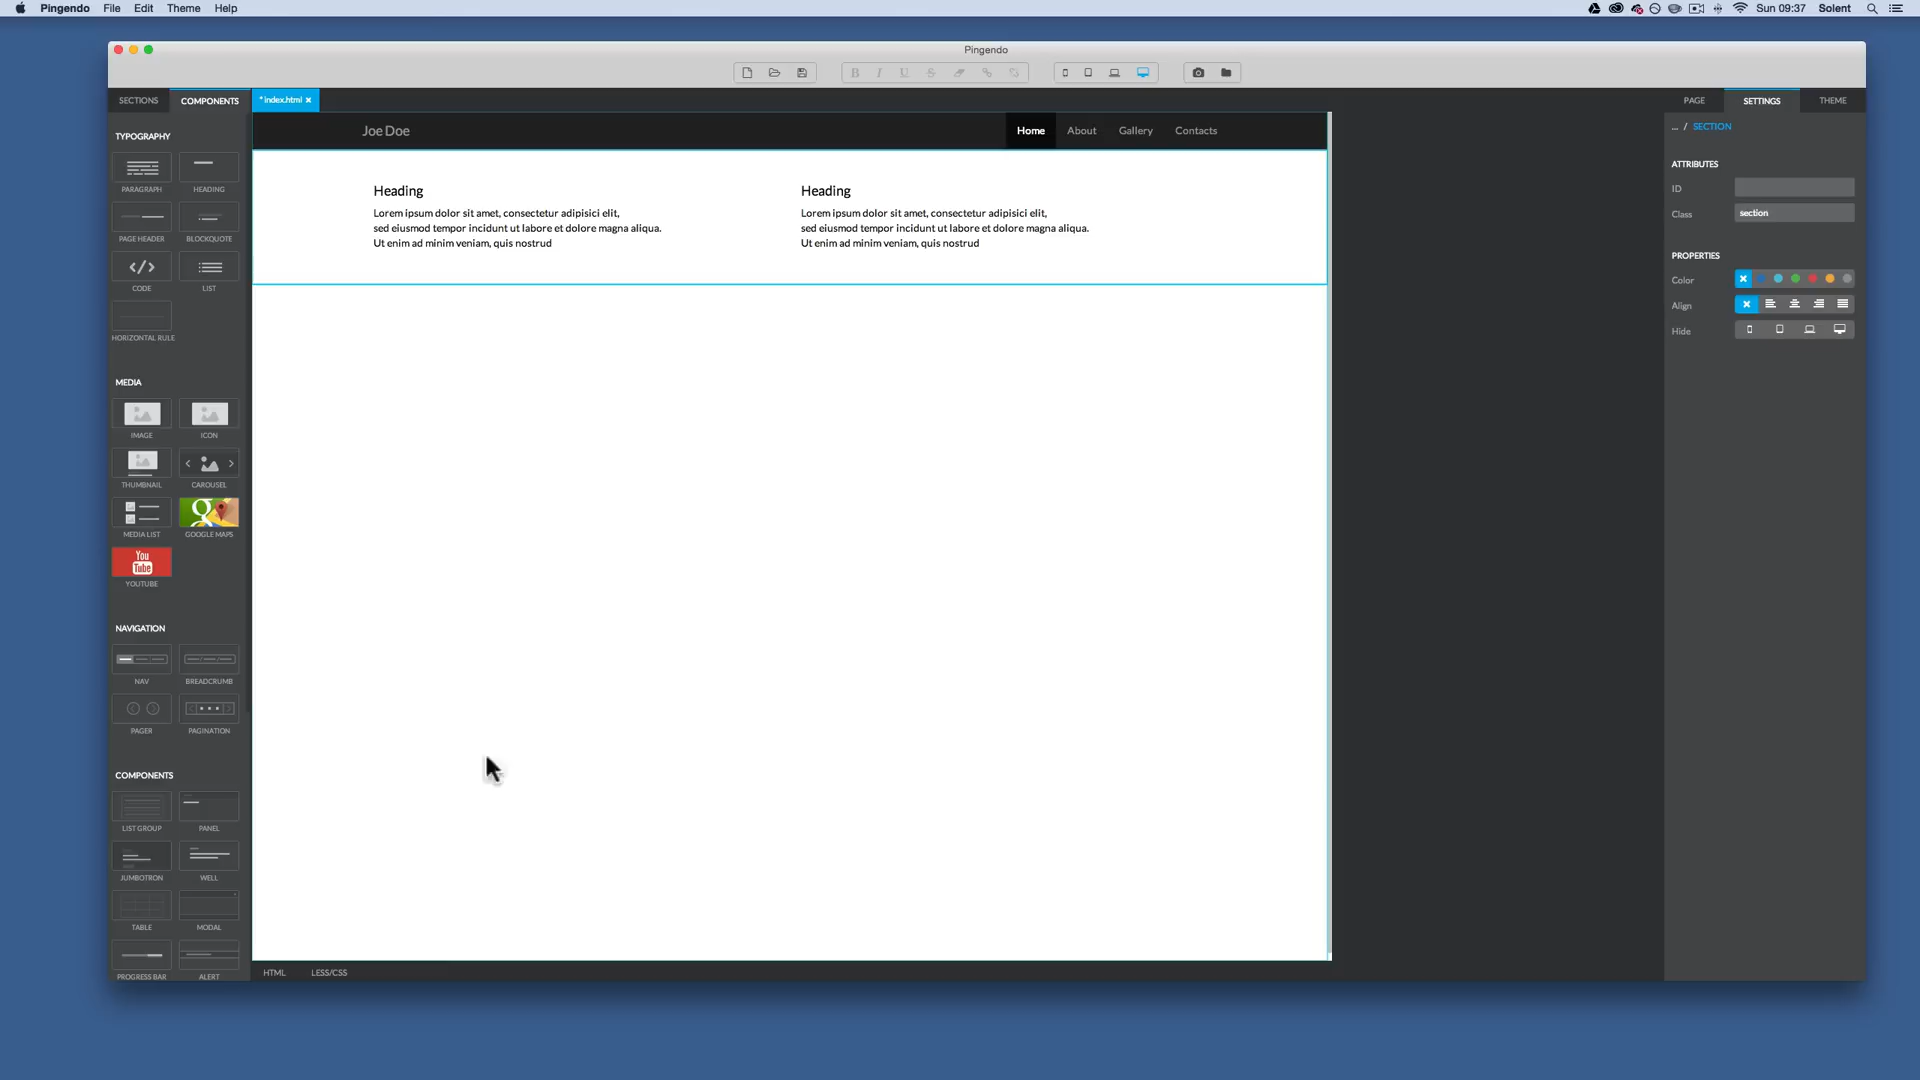 Pingendo File Edit Theme Help
Sun 09:37 Solent
Pingendo
B I U S
SECTIONS COMPONENTS
* index.html ×
PAGE SETTINGS THEME
... / SECTION
TYPOGRAPHY
PARAGRAPH HEADING
PAGE HEADER BLOCKQUOTE
CODE LIST
HORIZONTAL RULE
MEDIA
IMAGE ICON
THUMBNAIL CAROUSEL
g
MEDIA LIST GOOGLE MAPS
You
Tube
YOUTUBE
NAVIGATION
NAV BREADCRUMB
PAGER PAGINATION
COMPONENTS
LIST GROUP PANEL
JUMBOTRON WELL
TABLE MODAL
PROGRESS BAR ALERT
Joe Doe
Home About Gallery Contacts
Heading
Lorem ipsum dolor sit amet, consectetur adipisici elit,
sed eiusmod tempor incidunt ut labore et dolore magna aliqua.
Ut enim ad minim veniam, quis nostrud
Heading
Lorem ipsum dolor sit amet, consectetur adipisici elit,
sed eiusmod tempor incidunt ut labore et dolore magna aliqua.
Ut enim ad minim veniam, quis nostrud
HTML LESS/CSS
ATTRIBUTES
ID
Class section
PROPERTIES
Color
Align
Hide